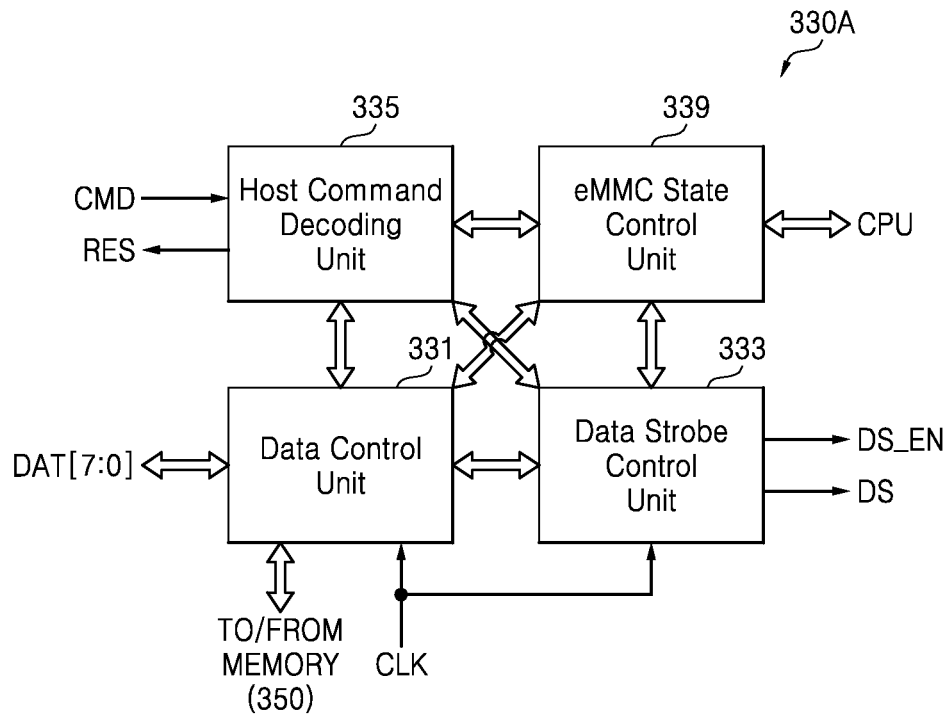 330A
335
339
Host Command
Decoding
Unit
eMMC State
Control
Unit
CMD
RES
CPU
331
333
Data Control
Unit
Data Strobe
Control
Unit
DAT[7:0]
DS_EN
DS
TO/FROM
MEMORY
(350)
CLK